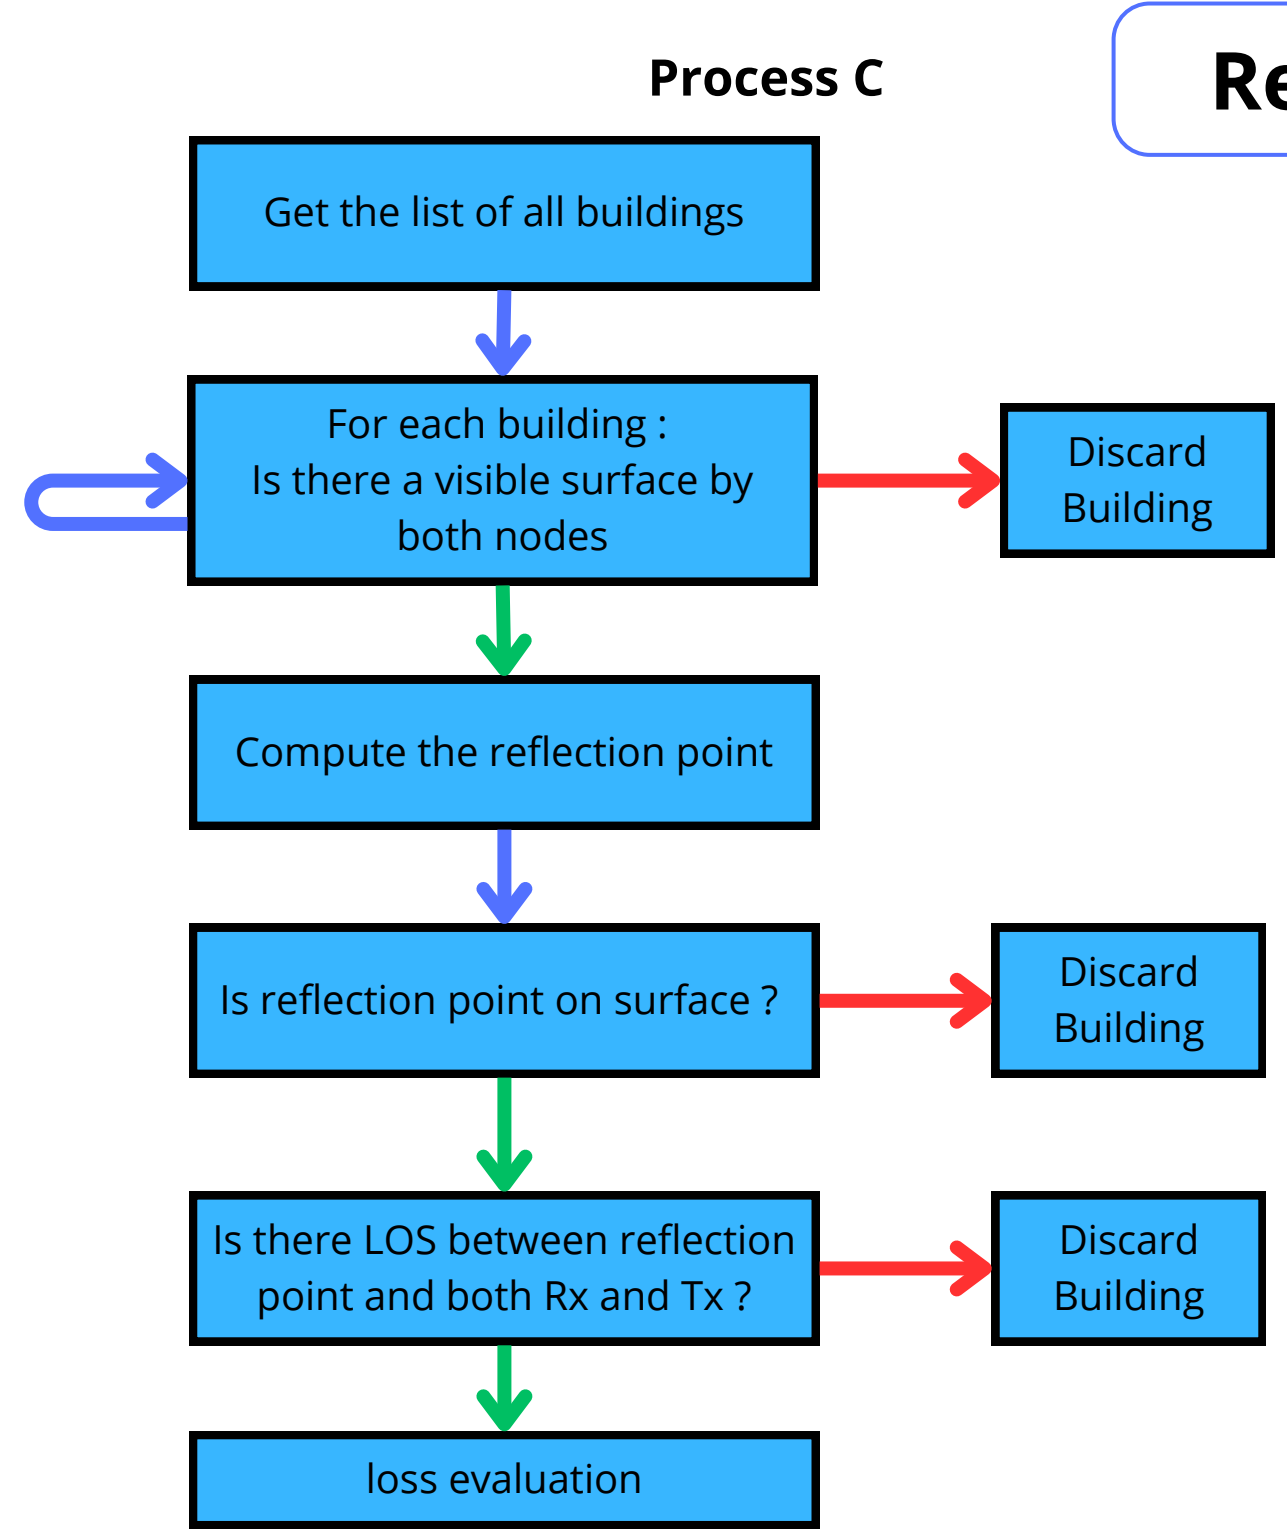 Process C
Get the list of all buildings
For each building :
Is there a visible surface by
both nodes
Discard
Building
Compute the reflection point
Is reflection point on surface ?
Discard
Building
Is there LOS between reflection
point and both Rx and Tx ?
Discard
Building
loss evaluation